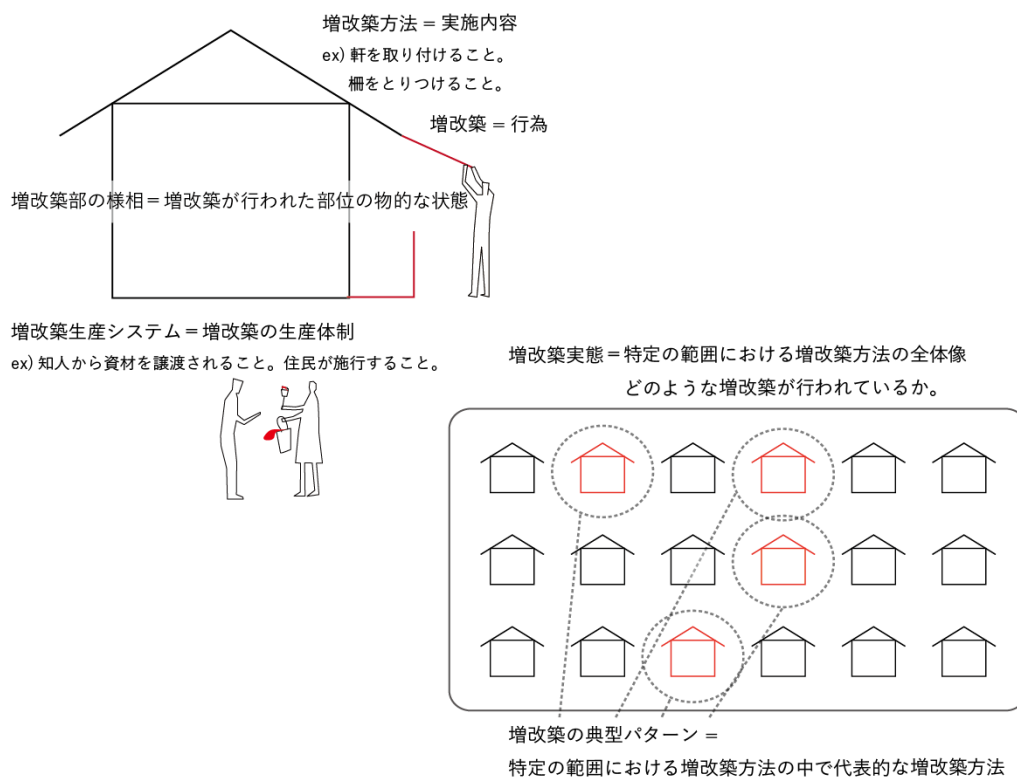 増改築方法 = 実施内容
ex) 軒を取り付けること。
柵をとりつけること。
増改築 = 行為
増改築部の様相＝増改築が行われた部位の物的な状態
増改築生産システム＝増改築の生産体制
ex) 知人から資材を譲渡されること。住民が施行すること。
増改築実態＝特定の範囲における増改築方法の全体像
どのような増改築が行われているか。
増改築の典型パターン =
特定の範囲における増改築方法の中で代表的な増改築方法